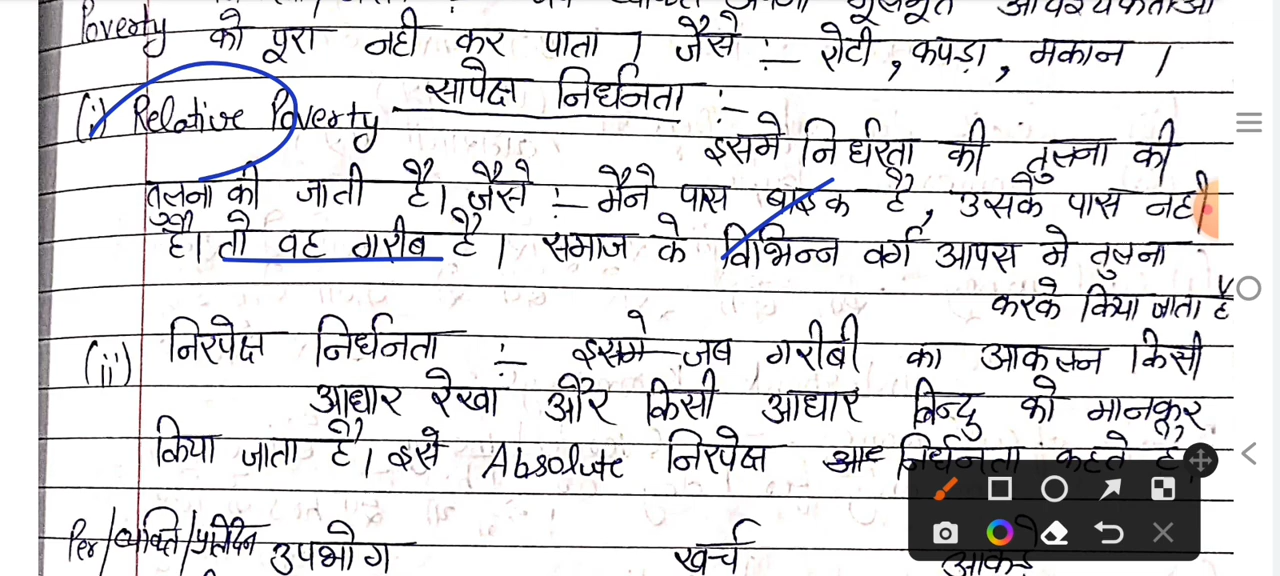 Poverty को पूरा नही कर पाता । जैसे :- रोटी, कपड़ा, मकान ।
(i) Relative Poverty सापेक्ष निर्धनता :-
इसमे निर्धरता की तुलना की
तुलना की जाती है। जैसे :- मैने पास बाइक है, उसके पास नही
है। तो वह गरीब है। समाज के विभिन्न वर्ग आपस मे तुलना
करके किया जाता है
(ii) निरपेक्ष निर्धनता :- इसमे जब गरीबी का आकलन किसी
आधार रेखा और किसी आधार बिन्दु को मानकर
किया जाता है। इसे Absolute निरपेक्ष निर्धनता कहते है
Per/व्यक्ति/प्रतिदिन उपभोग खर्च